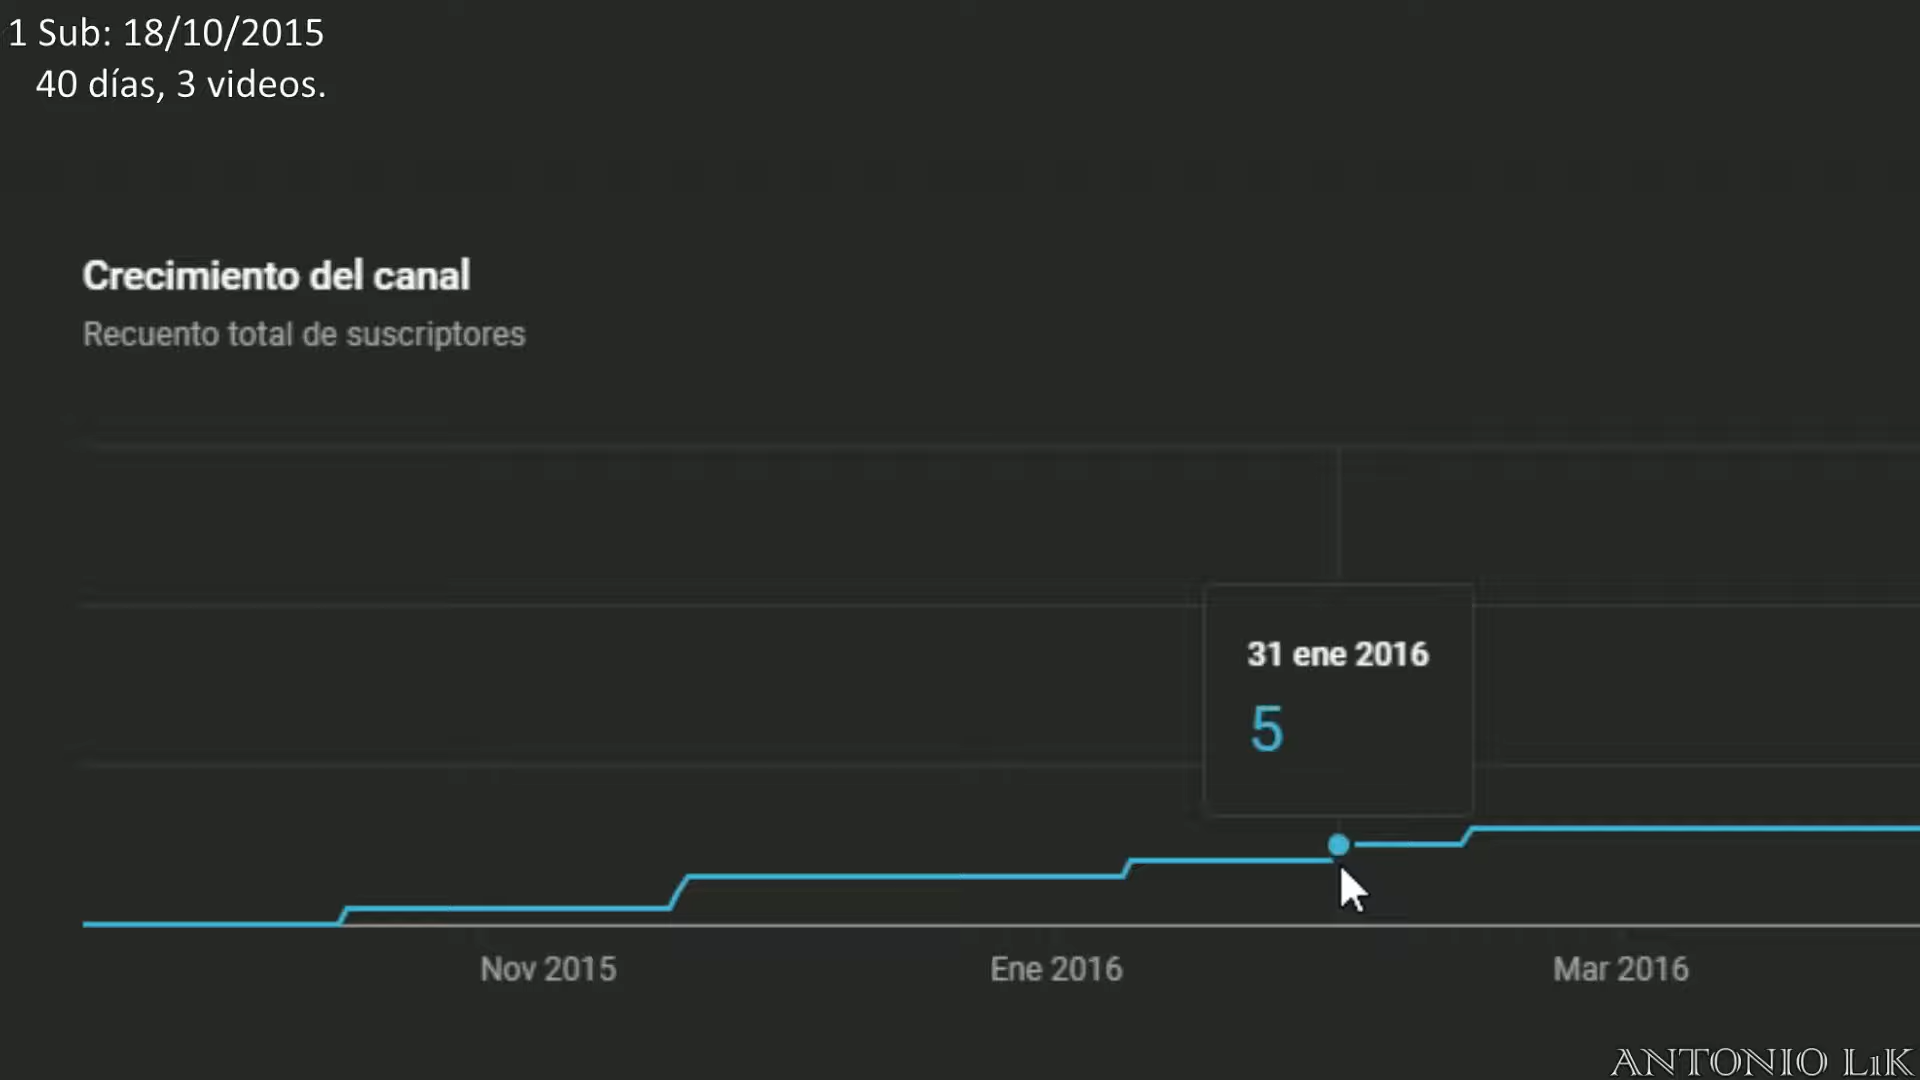 1 Sub: 18/10/2015
40 días, 3 videos.
Crecimiento del canal
Recuento total de suscriptores
31 ene 2016
5
Nov 2015
Ene 2016
Mar 2016
ANTONIO L1K